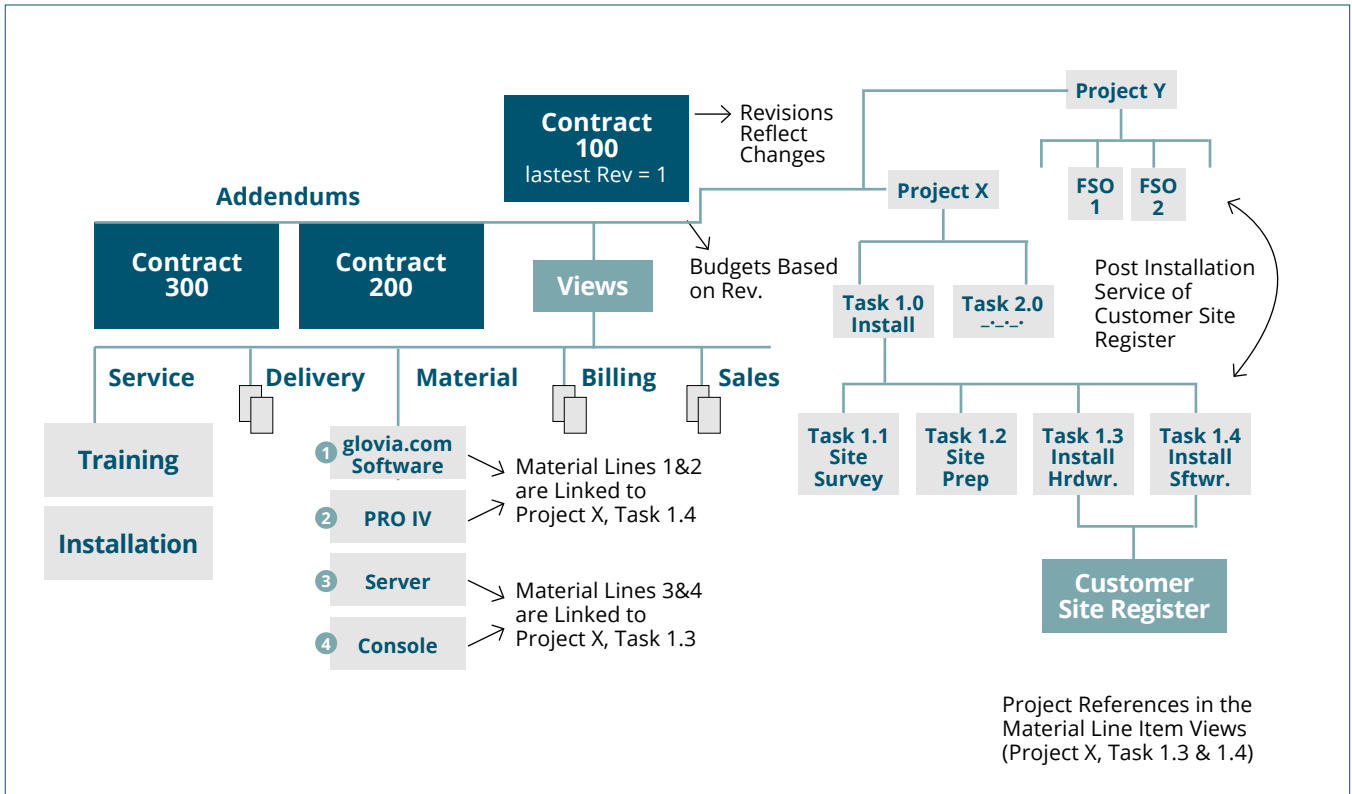 Contract
100
lastest Rev = 1
Revisions
Reflect
Changes
Project Y
FSO
1
FSO
2
Project X
Addendums
Contract
300
Contract
200
Views
Budgets Based
on Rev.
Task 1.0
Install
Task 2.0
–·–·–·
Post Installation
Service of
Customer Site
Register
Service
Delivery
Material
Billing
Sales
Training
Installation
1
glovia.com
Software
2
PRO IV
3
Server
4
Console
Material Lines 1&2
are Linked to
Project X, Task 1.4
Material Lines 3&4
are Linked to
Project X, Task 1.3
Task 1.1
Site
Survey
Task 1.2
Site
Prep
Task 1.3
Install
Hrdwr.
Task 1.4
Install
Sftwr.
Customer
Site Register
Project References in the
Material Line Item Views
(Project X, Task 1.3 & 1.4)